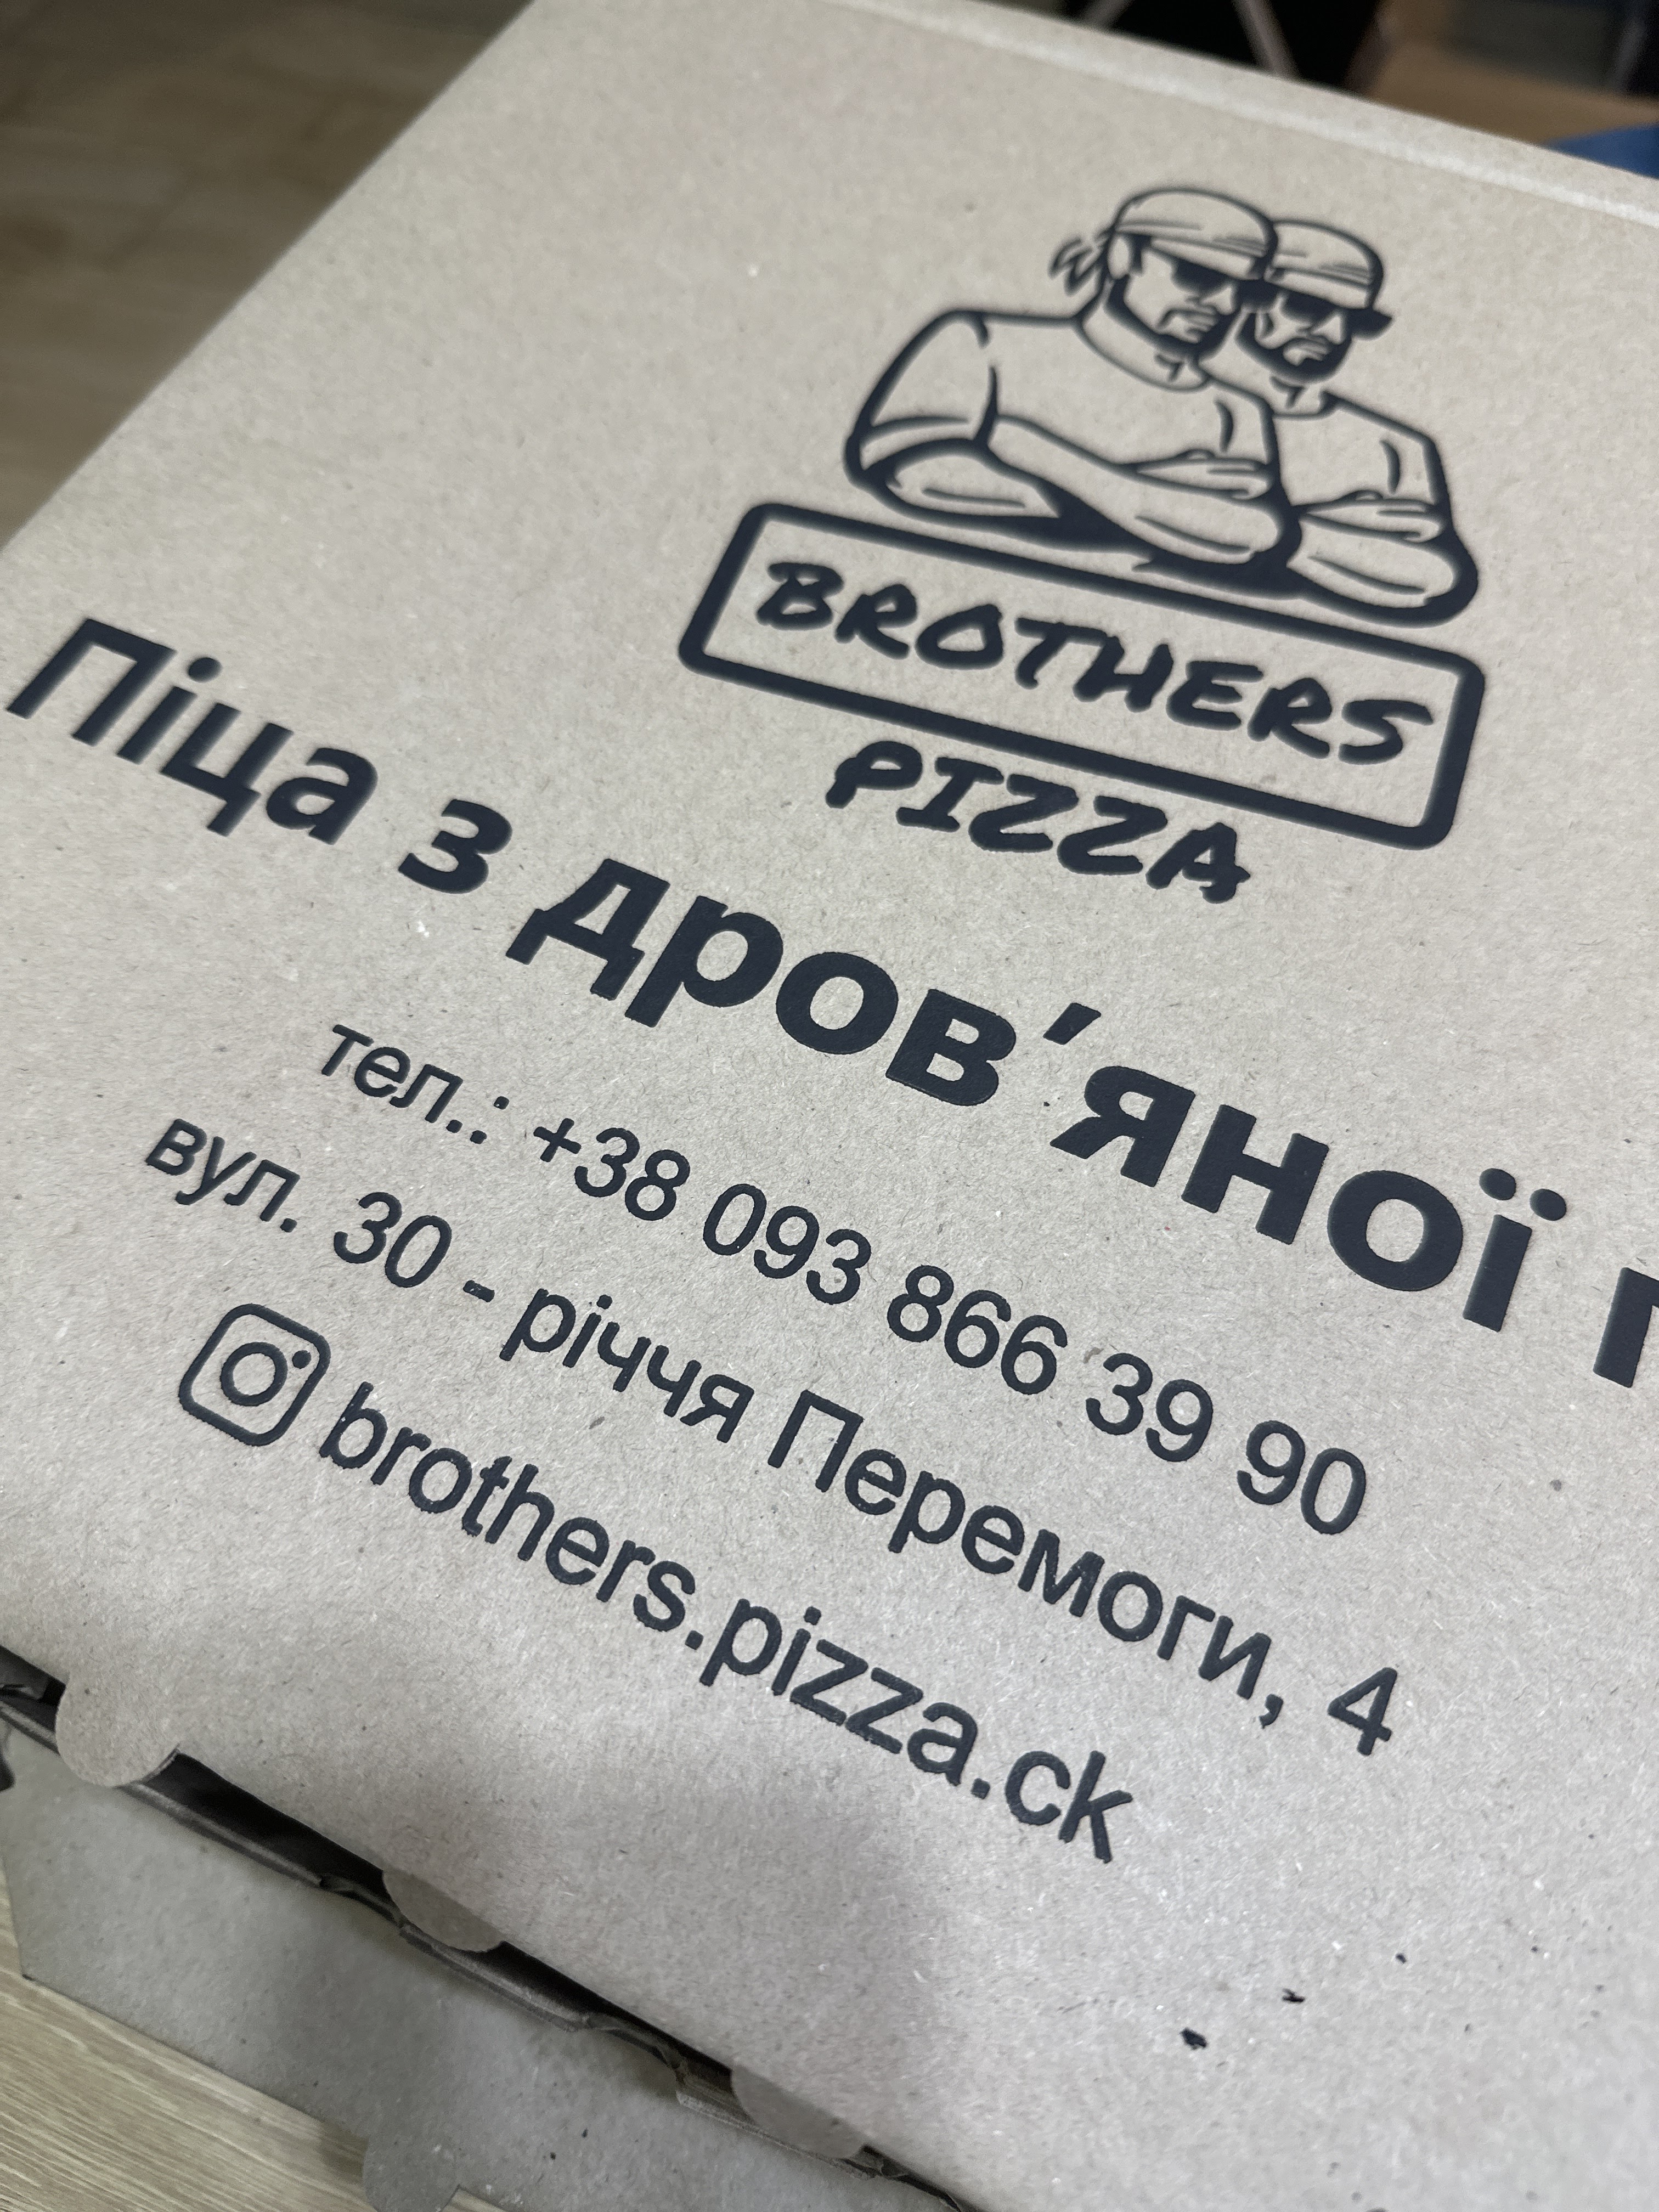 BROTHERS
PIZZA
Піца з дров'яної
тел.: +38 093 866 39 90
вул. 30 - річчя Перемоги, 4
brothers.pizza.ck